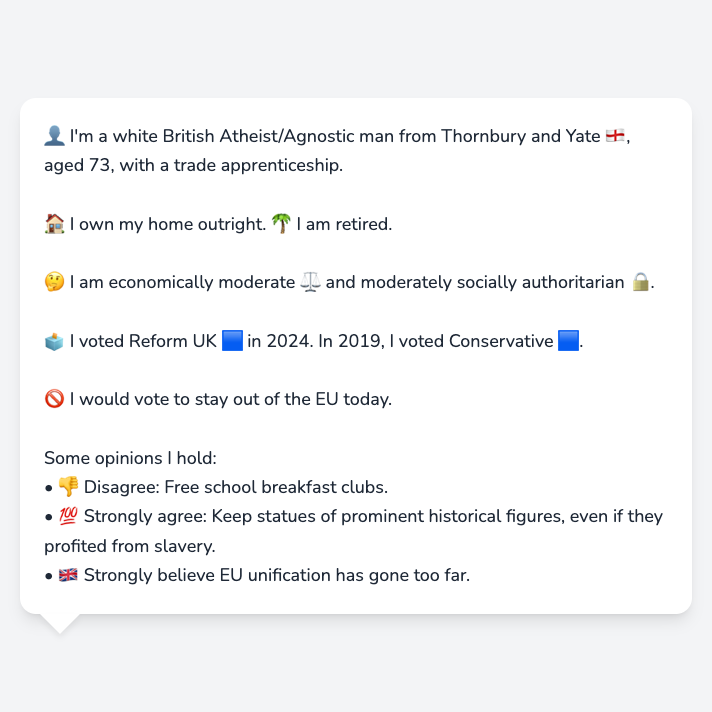 👤 I'm a white British Atheist/Agnostic man from Thornbury and Yate 🏴󠁧󠁢󠁥󠁮󠁧󠁿,
aged 73, with a trade apprenticeship.
🏠 I own my home outright. 🌴 I am retired.
🤔 I am economically moderate ⚖️ and moderately socially authoritarian 🔒.
🗳️ I voted Reform UK 🟦 in 2024. In 2019, I voted Conservative 🟦.
🚫 I would vote to stay out of the EU today.
Some opinions I hold:
• 👎 Disagree: Free school breakfast clubs.
• 💯 Strongly agree: Keep statues of prominent historical figures, even if they
profited from slavery.
• 🇬🇧 Strongly believe EU unification has gone too far.